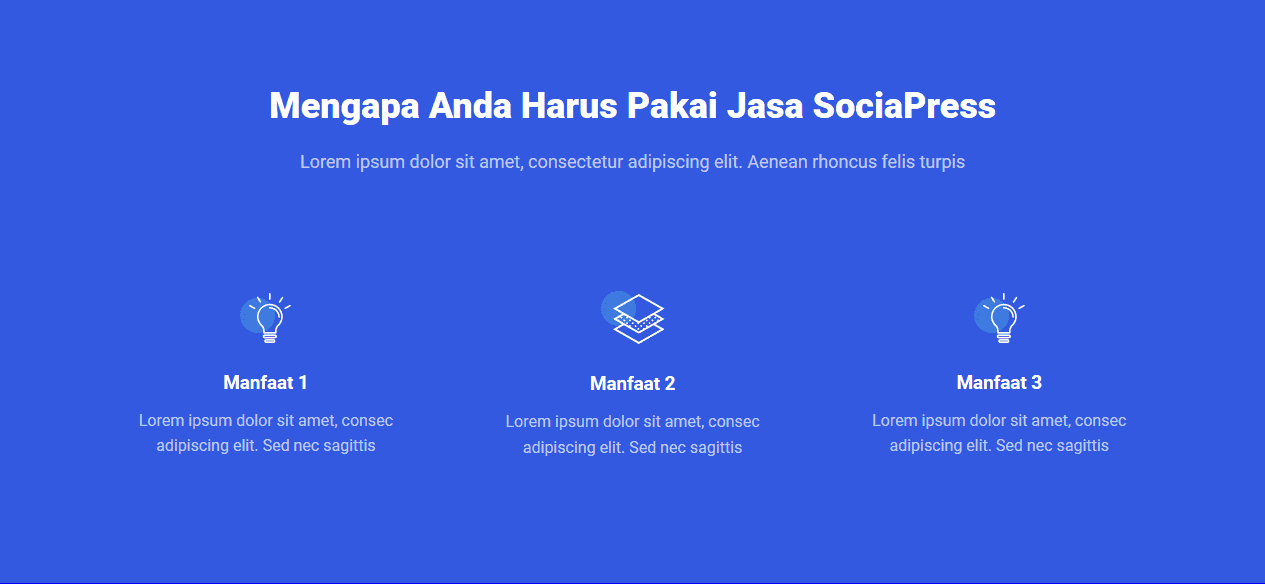 Mengapa Anda Harus Pakai Jasa SociaPress
Lorem ipsum dolor sit amet, consectetur adipiscing elit. Aenean rhoncus felis turpis
Manfaat 1
Lorem ipsum dolor sit amet, consec
adipiscing elit. Sed nec sagittis
Manfaat 2
Lorem ipsum dolor sit amet, consec
adipiscing elit. Sed nec sagittis
Manfaat 3
Lorem ipsum dolor sit amet, consec
adipiscing elit. Sed nec sagittis